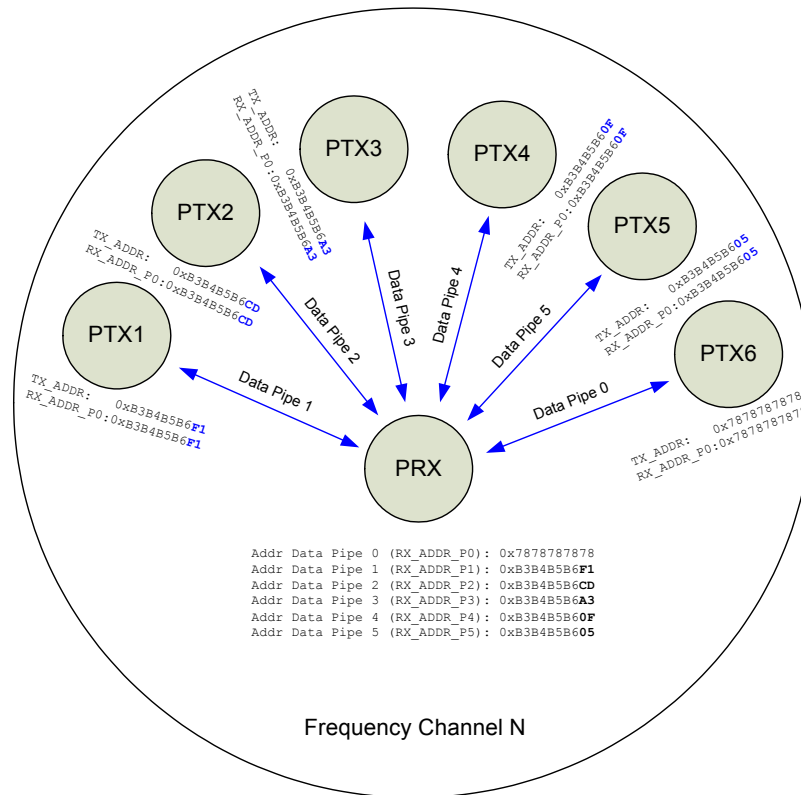 PTX3
PTX4
PTX2
PTX5
PTX1
PTX6
PRX
TX_ADDR: 0xB3B4B5B6F1
RX_ADDR_P0:0xB3B4B5B6F1
TX_ADDR: 0xB3B4B5B6CD
RX_ADDR_P0:0xB3B4B5B6CD
TX_ADDR: 0xB3B4B5B6A3
RX_ADDR_P0:0xB3B4B5B6A3
TX_ADDR: 0xB3B4B5B60F
RX_ADDR_P0:0xB3B4B5B60F
TX_ADDR: 0xB3B4B5B605
RX_ADDR_P0:0xB3B4B5B605
TX_ADDR:
RX_ADDR_P0:
Data Pipe 1
Data Pipe 2
Data Pipe 3
Data Pipe 4
Data Pipe 5
Data Pipe 0
Addr Data Pipe 0 (RX_ADDR_P0): 0x7878787878
Addr Data Pipe 1 (RX_ADDR_P1): 0xB3B4B5B6F1
Addr Data Pipe 2 (RX_ADDR_P2): 0xB3B4B5B6CD
Addr Data Pipe 3 (RX_ADDR_P3): 0xB3B4B5B6A3
Addr Data Pipe 4 (RX_ADDR_P4): 0xB3B4B5B60F
Addr Data Pipe 5 (RX_ADDR_P5): 0xB3B4B5B605
Frequency Channel N